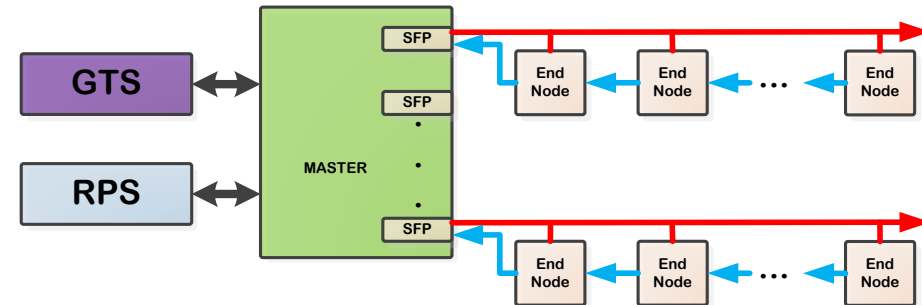 SFP
GTS
RPS
MASTER
SFP
.
.
.
SFP
End
Node
End
Node
...
End
Node
End
Node
End
Node
...
End
Node